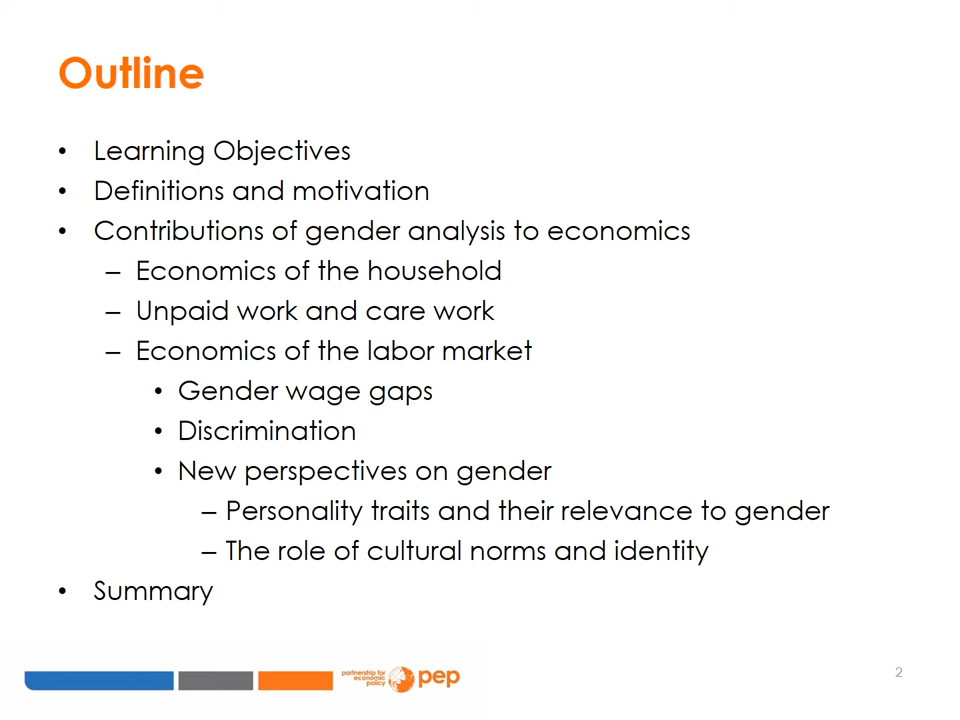 Outline
• Learning Objectives
• Definitions and motivation
• Contributions of gender analysis to economics
– Economics of the household
– Unpaid work and care work
– Economics of the labor market
• Gender wage gaps
• Discrimination
• New perspectives on gender
– Personality traits and their relevance to gender
– The role of cultural norms and identity
• Summary
partnership for
economic
policy
pep
2